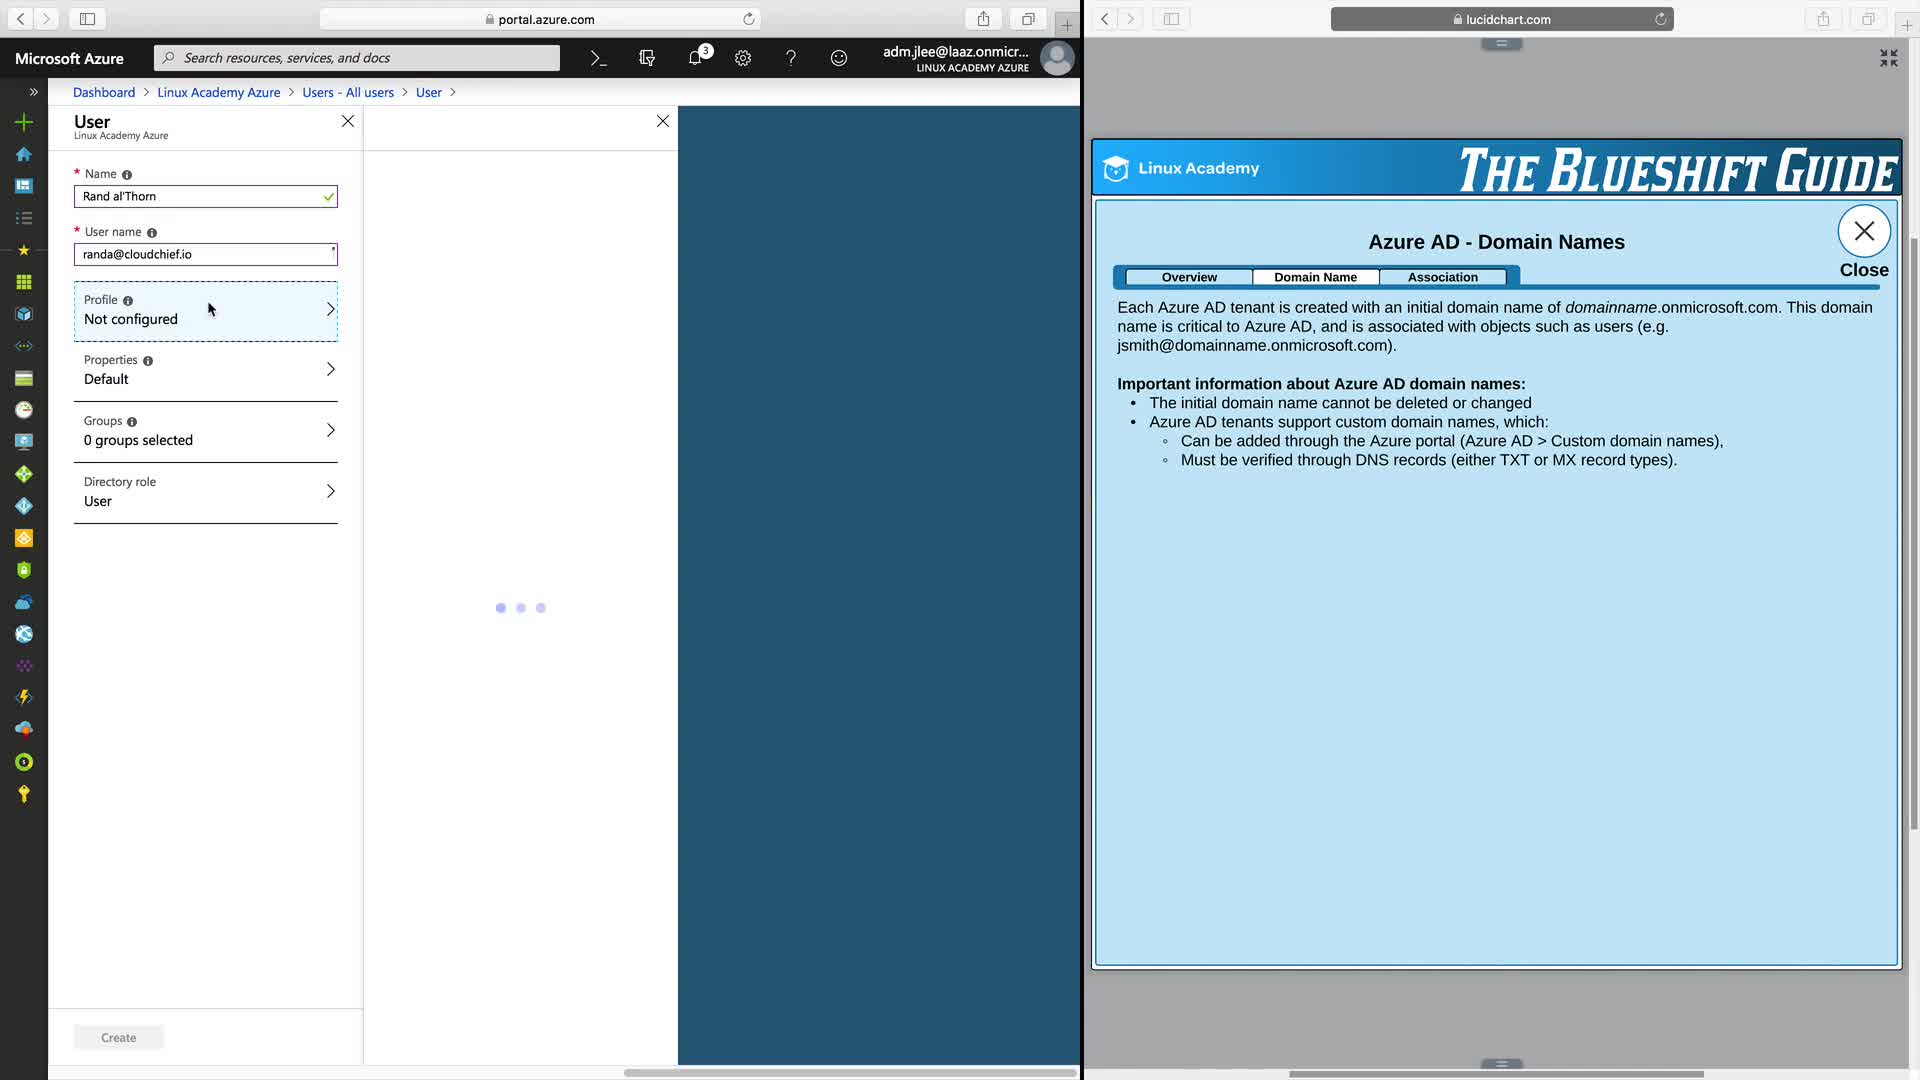 portal.azure.com
lucidchart.com
Microsoft Azure
Search resources, services, and docs
3
adm.jlee@laaz.onmicr...
LINUX ACADEMY AZURE
Dashboard > Linux Academy Azure > Users - All users > User >
User
Linux Academy Azure
* Name
Rand al'Thorn
* User name
randa@cloudchief.io
Profile
Not configured
Properties
Default
Groups
0 groups selected
Directory role
User
Create
Linux Academy
THE BLUESHIFT GUIDE
Azure AD - Domain Names
Close
Overview
Domain Name
Association
Each Azure AD tenant is created with an initial domain name of domainname.onmicrosoft.com. This domain
name is critical to Azure AD, and is associated with objects such as users (e.g.
jsmith@domainname.onmicrosoft.com).
Important information about Azure AD domain names:
• The initial domain name cannot be deleted or changed
• Azure AD tenants support custom domain names, which:
◦ Can be added through the Azure portal (Azure AD > Custom domain names),
◦ Must be verified through DNS records (either TXT or MX record types).